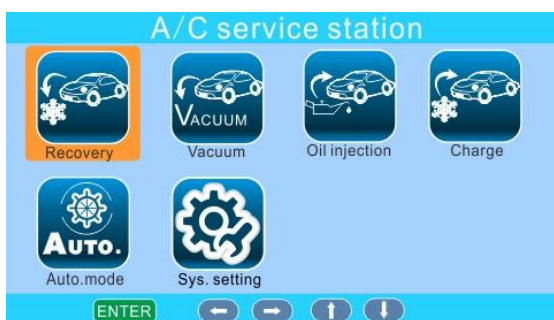 A/C service station
VACUUM
Recovery Vacuum Oil injection Charge
AUTO.
Auto.mode Sys. setting
ENTER